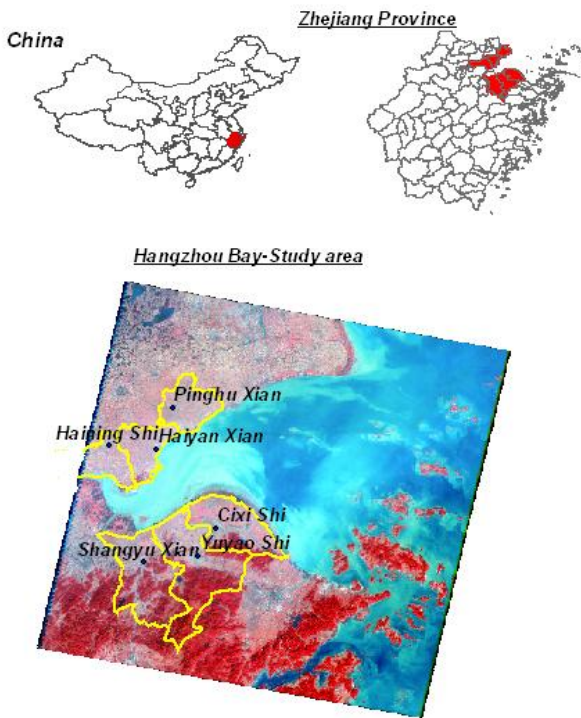 China
Zhejiang Province
Hangzhou Bay-Study area
Pinghu Xian
Haining Shi
Haiyan Xian
Cixi Shi
Yuyao Shi
Shangyu Xian